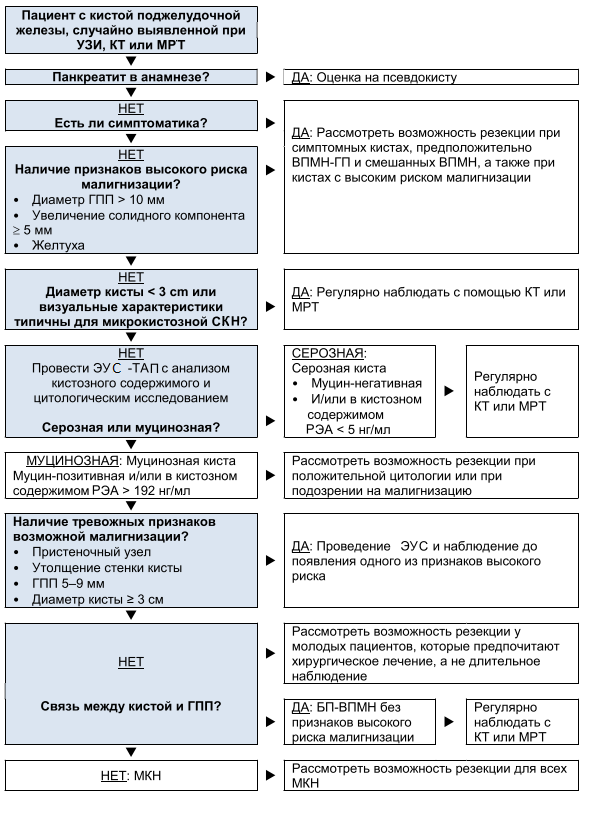 Пациент с кистой поджелудочной
железы, случайно выявленной при
УЗИ, КТ или МРТ
Панкреатит в анамнезе?
ДА: Оценка на псевдокисту
НЕТ
Есть ли симптоматика?
НЕТ
Наличие признаков высокого риска
малигнизации?
• Диаметр ГПП > 10 мм
• Увеличение солидного компонента
≥ 5 мм
• Желтуха
ДА: Рассмотреть возможность резекции при
симптомных кистах, предположительно
ВПМН-ГП и смешанных ВПМН, а также при
кистах с высоким риском малигнизации
НЕТ
Диаметр кисты < 3 cm или
визуальные характеристики
типичны для микрокистозной СКН?
ДА: Регулярно наблюдать с помощью КТ или
МРТ
НЕТ
Провести ЭУС -ТАП с анализом
кистозного содержимого и
цитологическим исследованием
Серозная или муцинозная?
СЕРОЗНАЯ:
Серозная киста
• Муцин-негативная
• И/или в кистозном
содержимом
РЭА < 5 нг/мл
Регулярно
наблюдать с
КТ или МРТ
МУЦИНОЗНАЯ: Муцинозная киста
Муцин-позитивная и/или в кистозном
содержимом РЭА > 192 нг/мл
Рассмотреть возможность резекции при
положительной цитологии или при
подозрении на малигнизацию
Наличие тревожных признаков
возможной малигнизации?
• Пристеночный узел
• Утолщение стенки кисты
• ГПП 5–9 мм
• Диаметр кисты ≥ 3 см
ДА: Проведение ЭУС и наблюдение до
появления одного из признаков высокого
риска
НЕТ
Связь между кистой и ГПП?
Рассмотреть возможность резекции у
молодых пациентов, которые предпочитают
хирургическое лечение, а не длительное
наблюдение
ДА: БП-ВПМН без
признаков высокого
риска малигнизации
Регулярно
наблюдать с
КТ или МРТ
НЕТ: МКН
Рассмотреть возможность резекции для всех
МКН